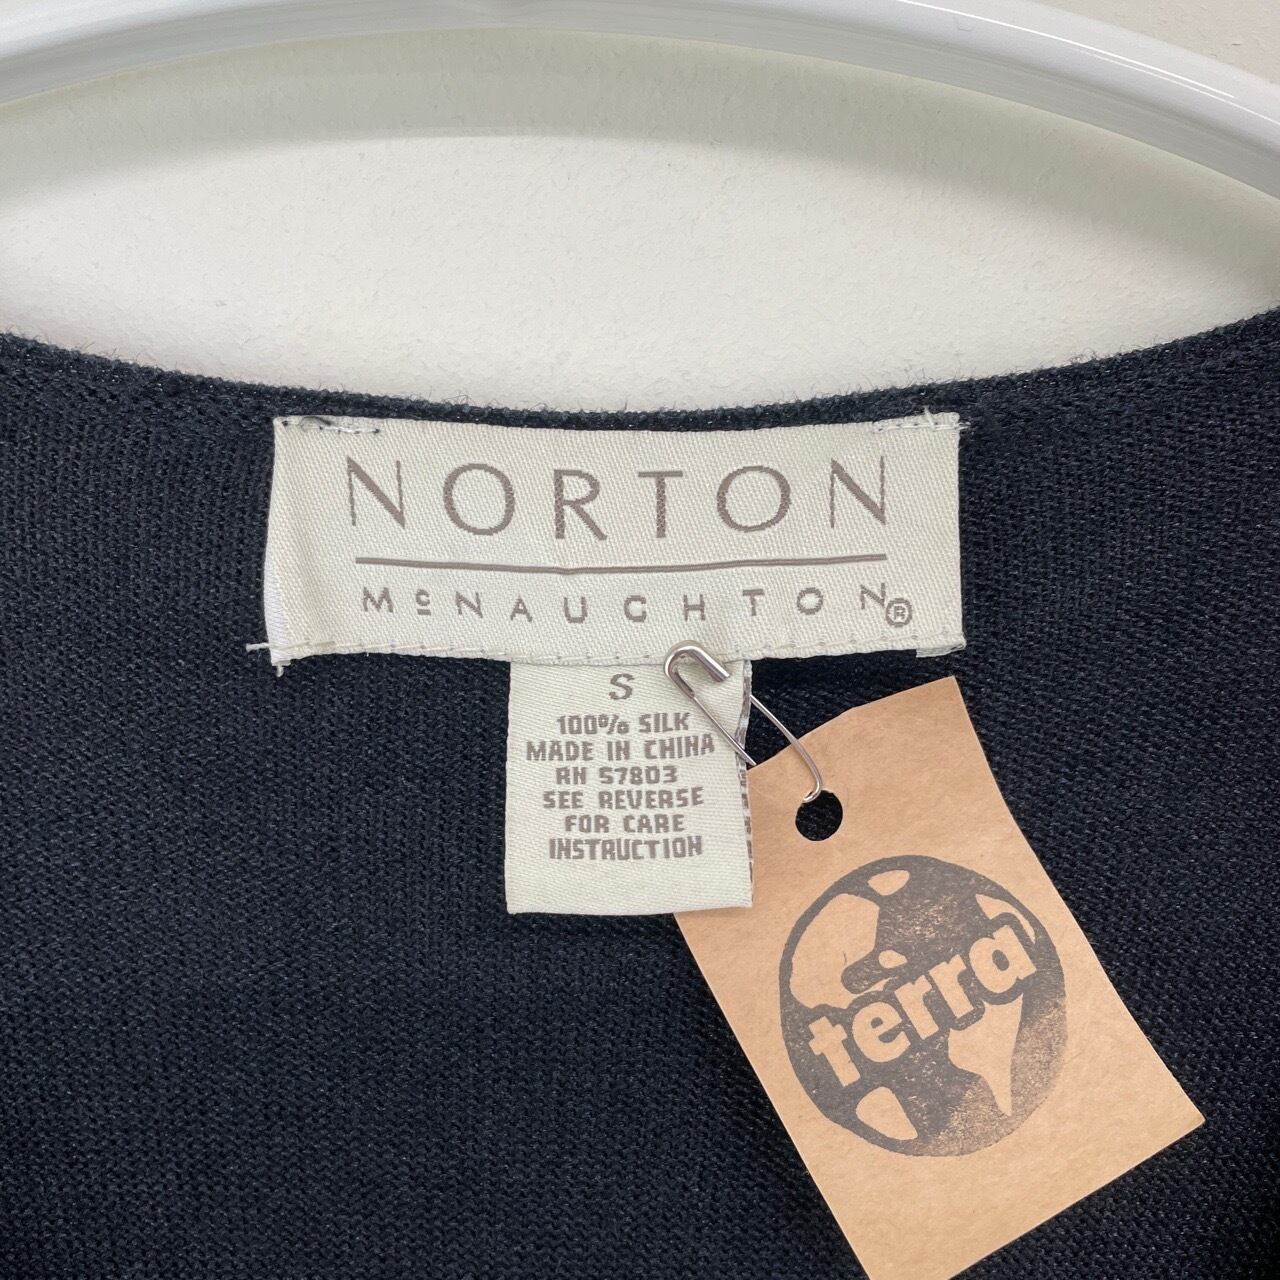 NORTON
McNAUGHTON®
S
100% SILK
MADE IN CHINA
RN 57803
SEE REVERSE
FOR CARE
INSTRUCTION
terra